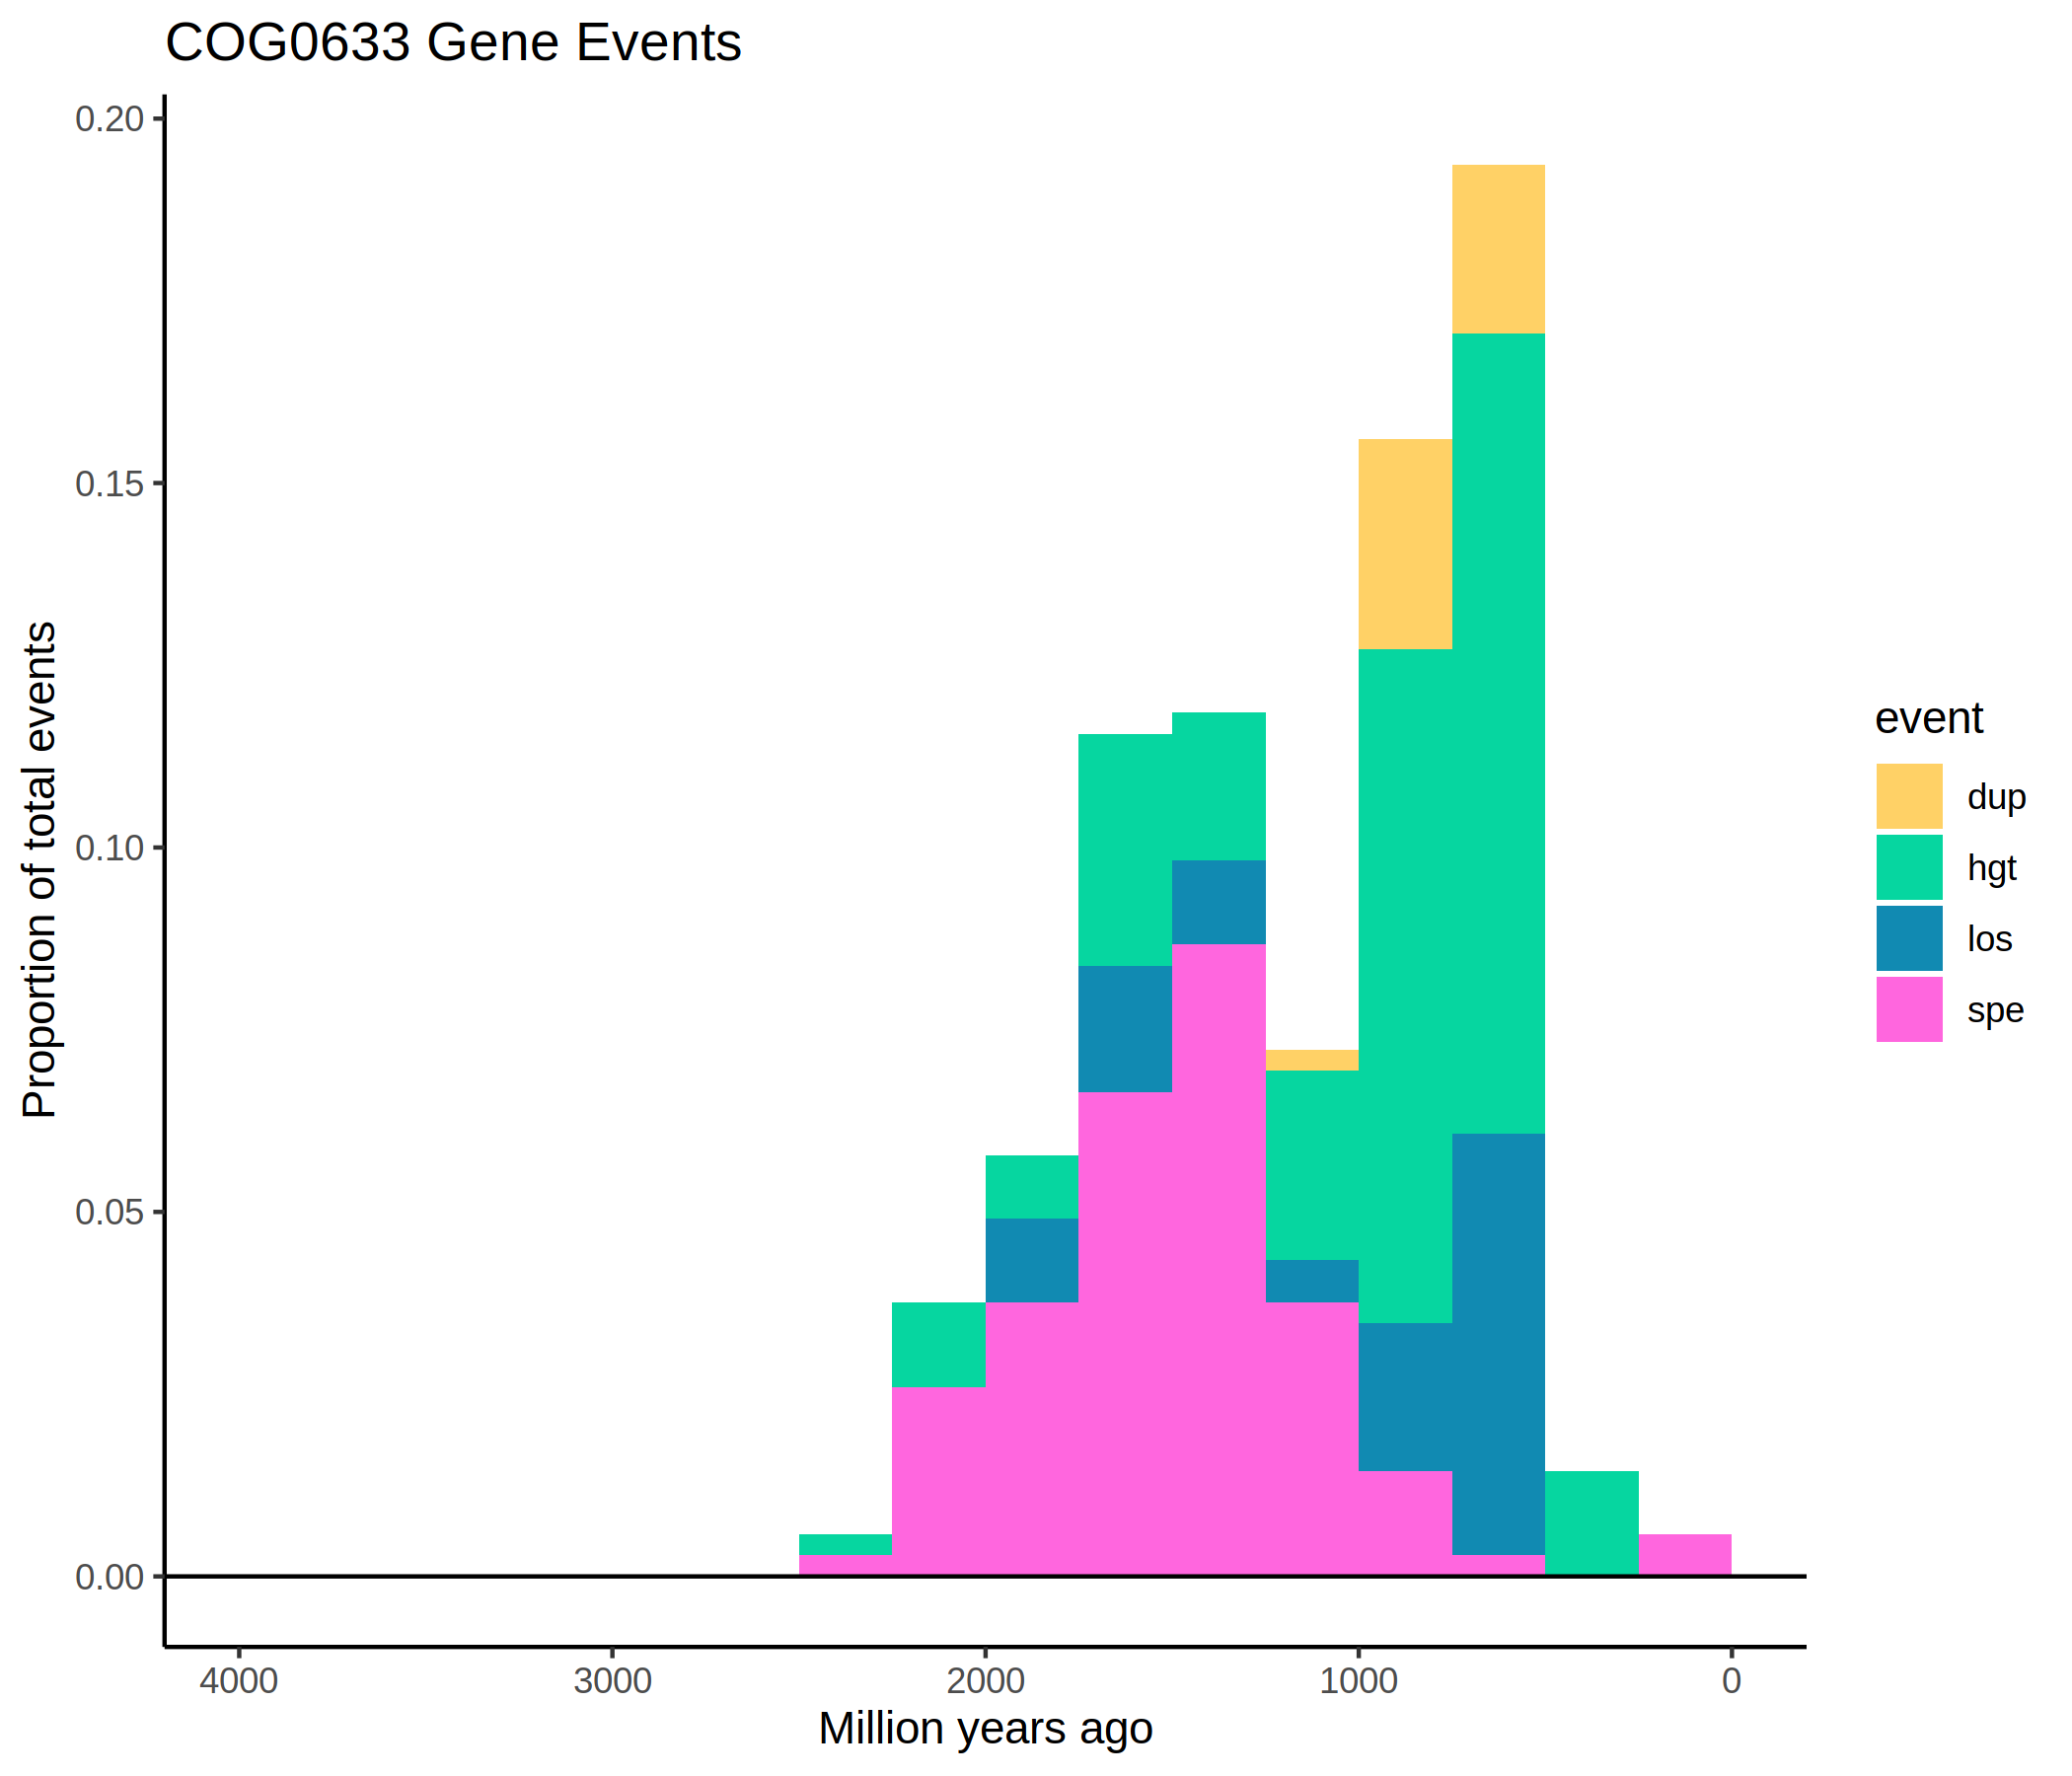 COG0633 Gene Events
0.20
0.15
0.10
0.05
0.00
Proportion of total events
4000 3000 2000 1000 0
Million years ago
event
dup
hgt
los
spe